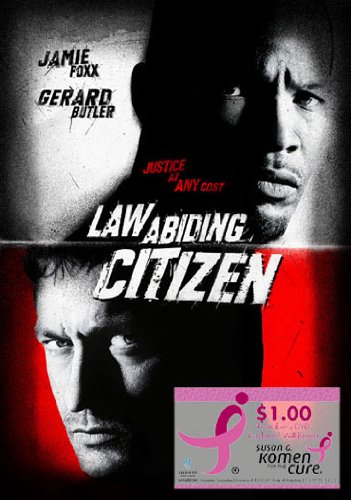 JAMIE
FOXX
GERARD
BUTLER
JUSTICE
AT
ANY COST
LAW ABIDING
CITIZEN
$1.00
SUSAN G.
Komen
FOR THE
cure.
®